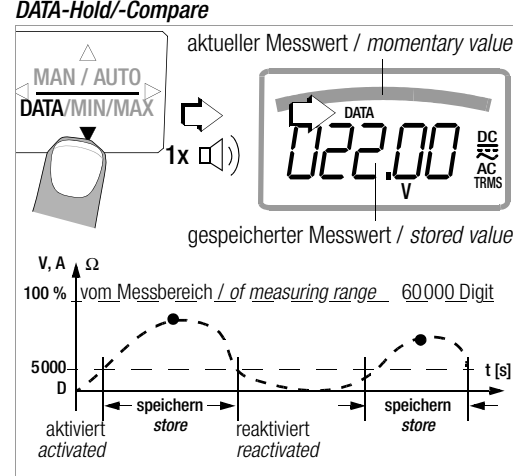 DATA-Hold/-Compare
aktueller Messwert / momentary value
MAN / AUTO
DATA/MIN/MAX
1x
DATA
022.00
V
DC
AC
TRMS
gespeicherter Messwert / stored value
V, A Ω
100 % vom Messbereich / of measuring range 60000 Digit
5000
D
t [s]
speichern
store
speichern
store
aktiviert
activated
reaktiviert
reactivated